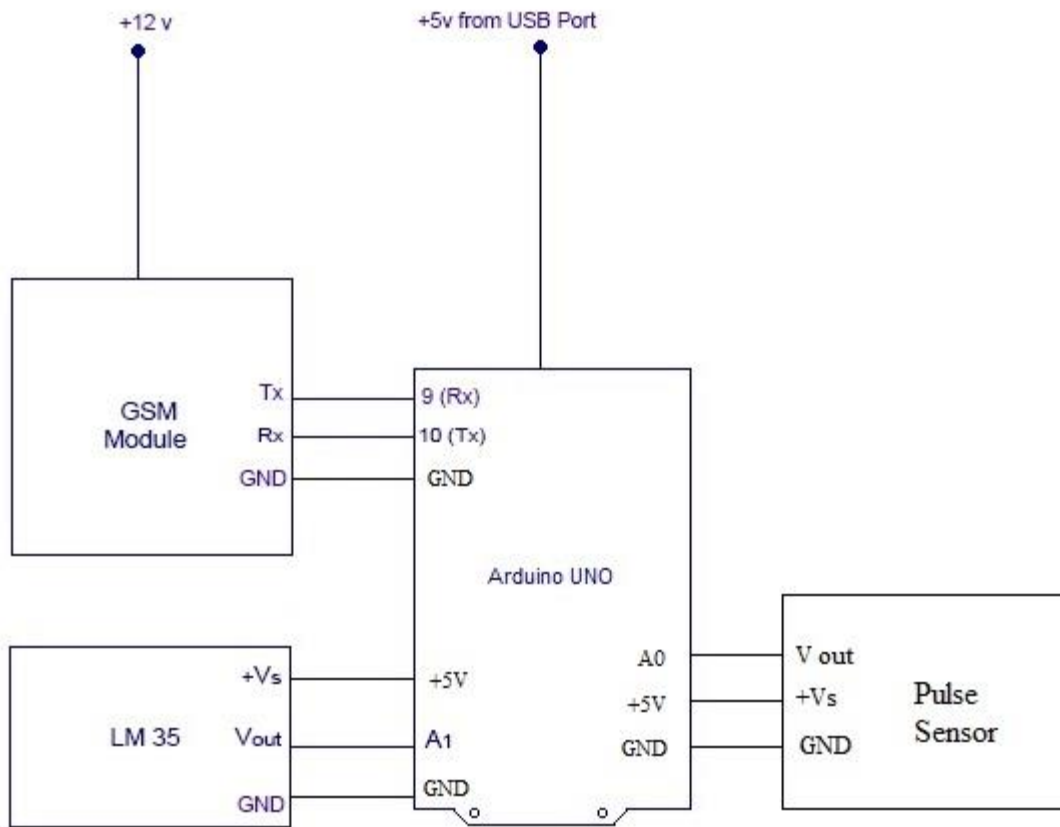 +12 v
+5v from USB Port
GSM
Module
Tx
Rx
GND
9 (Rx)
10 (Tx)
GND
Arduino UNO
LM 35
+Vs
Vout
GND
+5V
A1
GND
A0
+5V
GND
V out
+Vs
GND
Pulse
Sensor